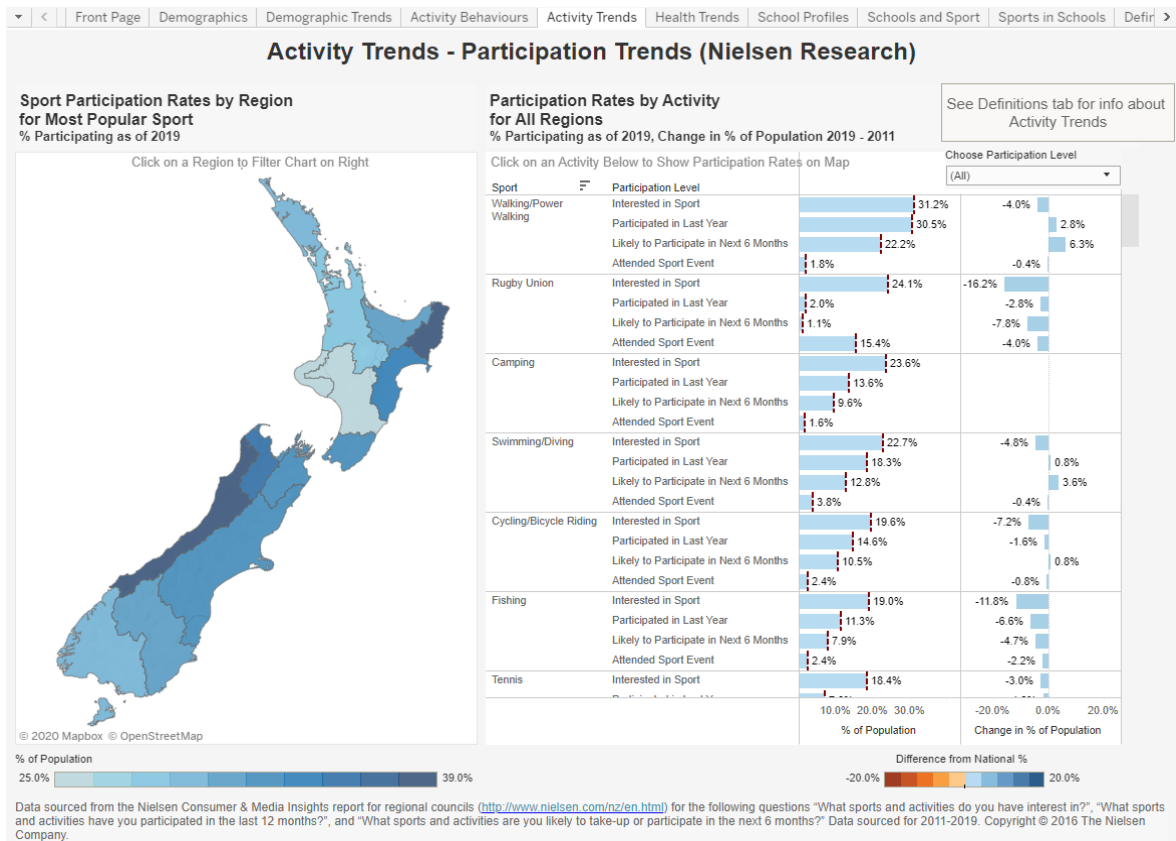 Front Page Demographics Demographic Trends Activity Behaviours Activity Trends Health Trends School Profiles Schools and Sport Sports in Schools
Activity Trends - Participation Trends (Nielsen Research)
Sport Participation Rates by Region
for Most Popular Sport
% Participating as of 2019
Click on a Region to Filter Chart on Right
© 2020 Mapbox © OpenStreetMap
% of Population
25.0% 39.0%
Participation Rates by Activity
for All Regions
% Participating as of 2019, Change in % of Population 2019 - 2011
See Definitions tab for info about
Activity Trends
Click on an Activity Below to Show Participation Rates on Map
Choose Participation Level
(All)
Sport Participation Level
Walking/Power Interested in Sport 31.2% -4.0%
Walking Participated in Last Year 30.5% 2.8%
Likely to Participate in Next 6 Months 22.2% 6.3%
Attended Sport Event 1.8% -0.4%
Rugby Union Interested in Sport 24.1% -16.2%
Participated in Last Year 2.0% -2.8%
Likely to Participate in Next 6 Months 1.1% -7.8%
Attended Sport Event 15.4% -4.0%
Camping Interested in Sport 23.6%
Participated in Last Year 13.6%
Likely to Participate in Next 6 Months 9.6%
Attended Sport Event 1.6%
Swimming/Diving Interested in Sport 22.7% -4.8%
Participated in Last Year 18.3% 0.8%
Likely to Participate in Next 6 Months 12.8% 3.6%
Attended Sport Event 3.8% -0.4%
Cycling/Bicycle Riding Interested in Sport 19.6% -7.2%
Participated in Last Year 14.6% -1.6%
Likely to Participate in Next 6 Months 10.5% 0.8%
Attended Sport Event 2.4% -0.8%
Fishing Interested in Sport 19.0% -11.8%
Participated in Last Year 11.3% -6.6%
Likely to Participate in Next 6 Months 7.9% -4.7%
Attended Sport Event 2.4% -2.2%
Tennis Interested in Sport 18.4% -3.0%
10.0% 20.0% 30.0% -20.0% 0.0% 20.0%
% of Population Change in % of Population
Difference from National %
-20.0% 20.0%
Data sourced from the Nielsen Consumer & Media Insights report for regional councils (http://www.nielsen.com/nz/en.html) for the following questions “What sports and activities do you have interest in?”, “What sports
and activities have you participated in the last 12 months?”, and “What sports and activities are you likely to take-up or participate in the next 6 months?” Data sourced for 2011-2019. Copyright © 2016 The Nielsen
Company.